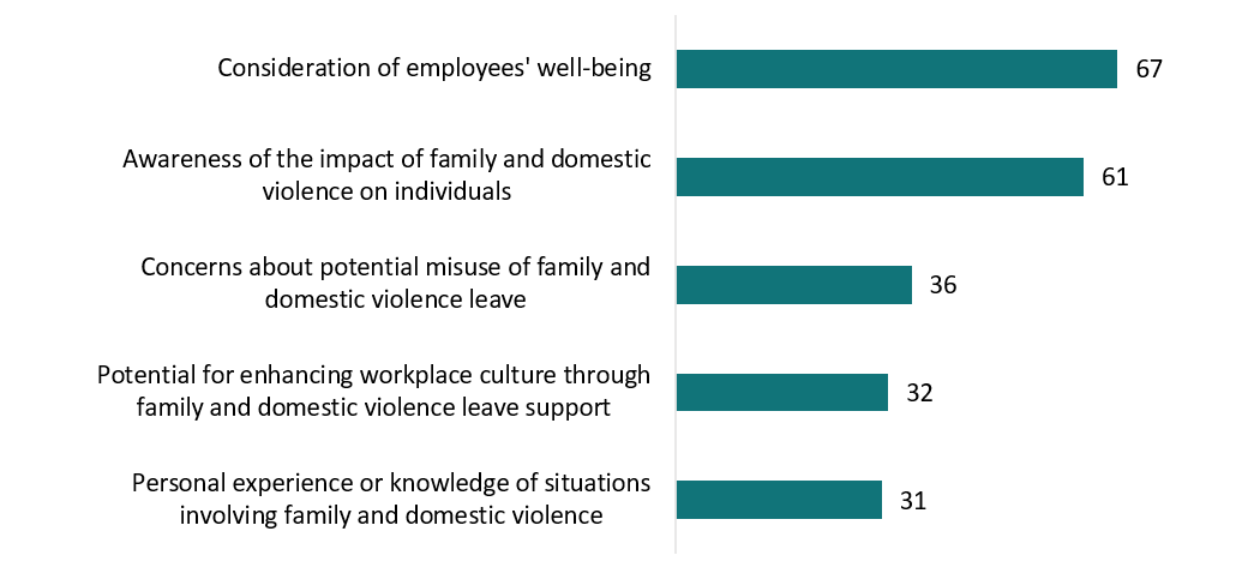 Consideration of employees' well-being
67
Awareness of the impact of family and domestic
violence on individuals
61
Concerns about potential misuse of family and
domestic violence leave
36
Potential for enhancing workplace culture through
family and domestic violence leave support
32
Personal experience or knowledge of situations
involving family and domestic violence
31